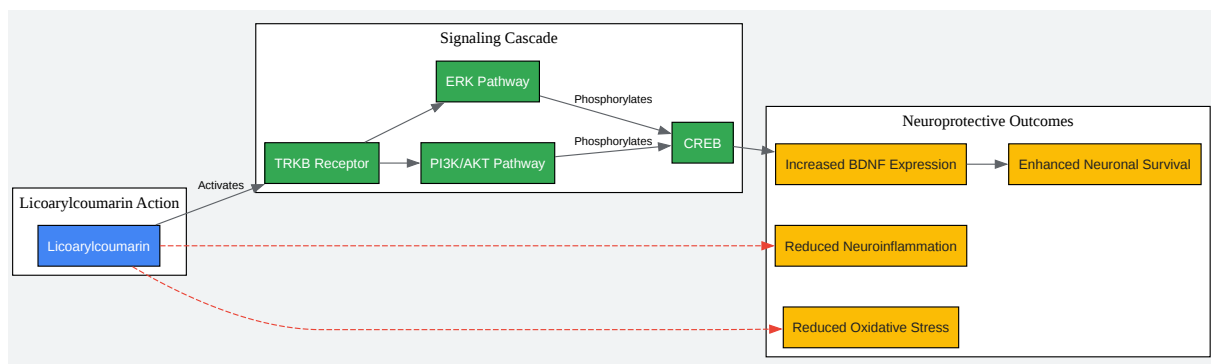 Signaling Cascade
ERK Pathway
Phosphorylates
TRKB Receptor
PI3K/AKT Pathway
Phosphorylates
CREB
Activates
Licoarylcoumarin Action
Licoarylcoumarin
Neuroprotective Outcomes
Increased BDNF Expression
Enhanced Neuronal Survival
Reduced Neuroinflammation
Reduced Oxidative Stress